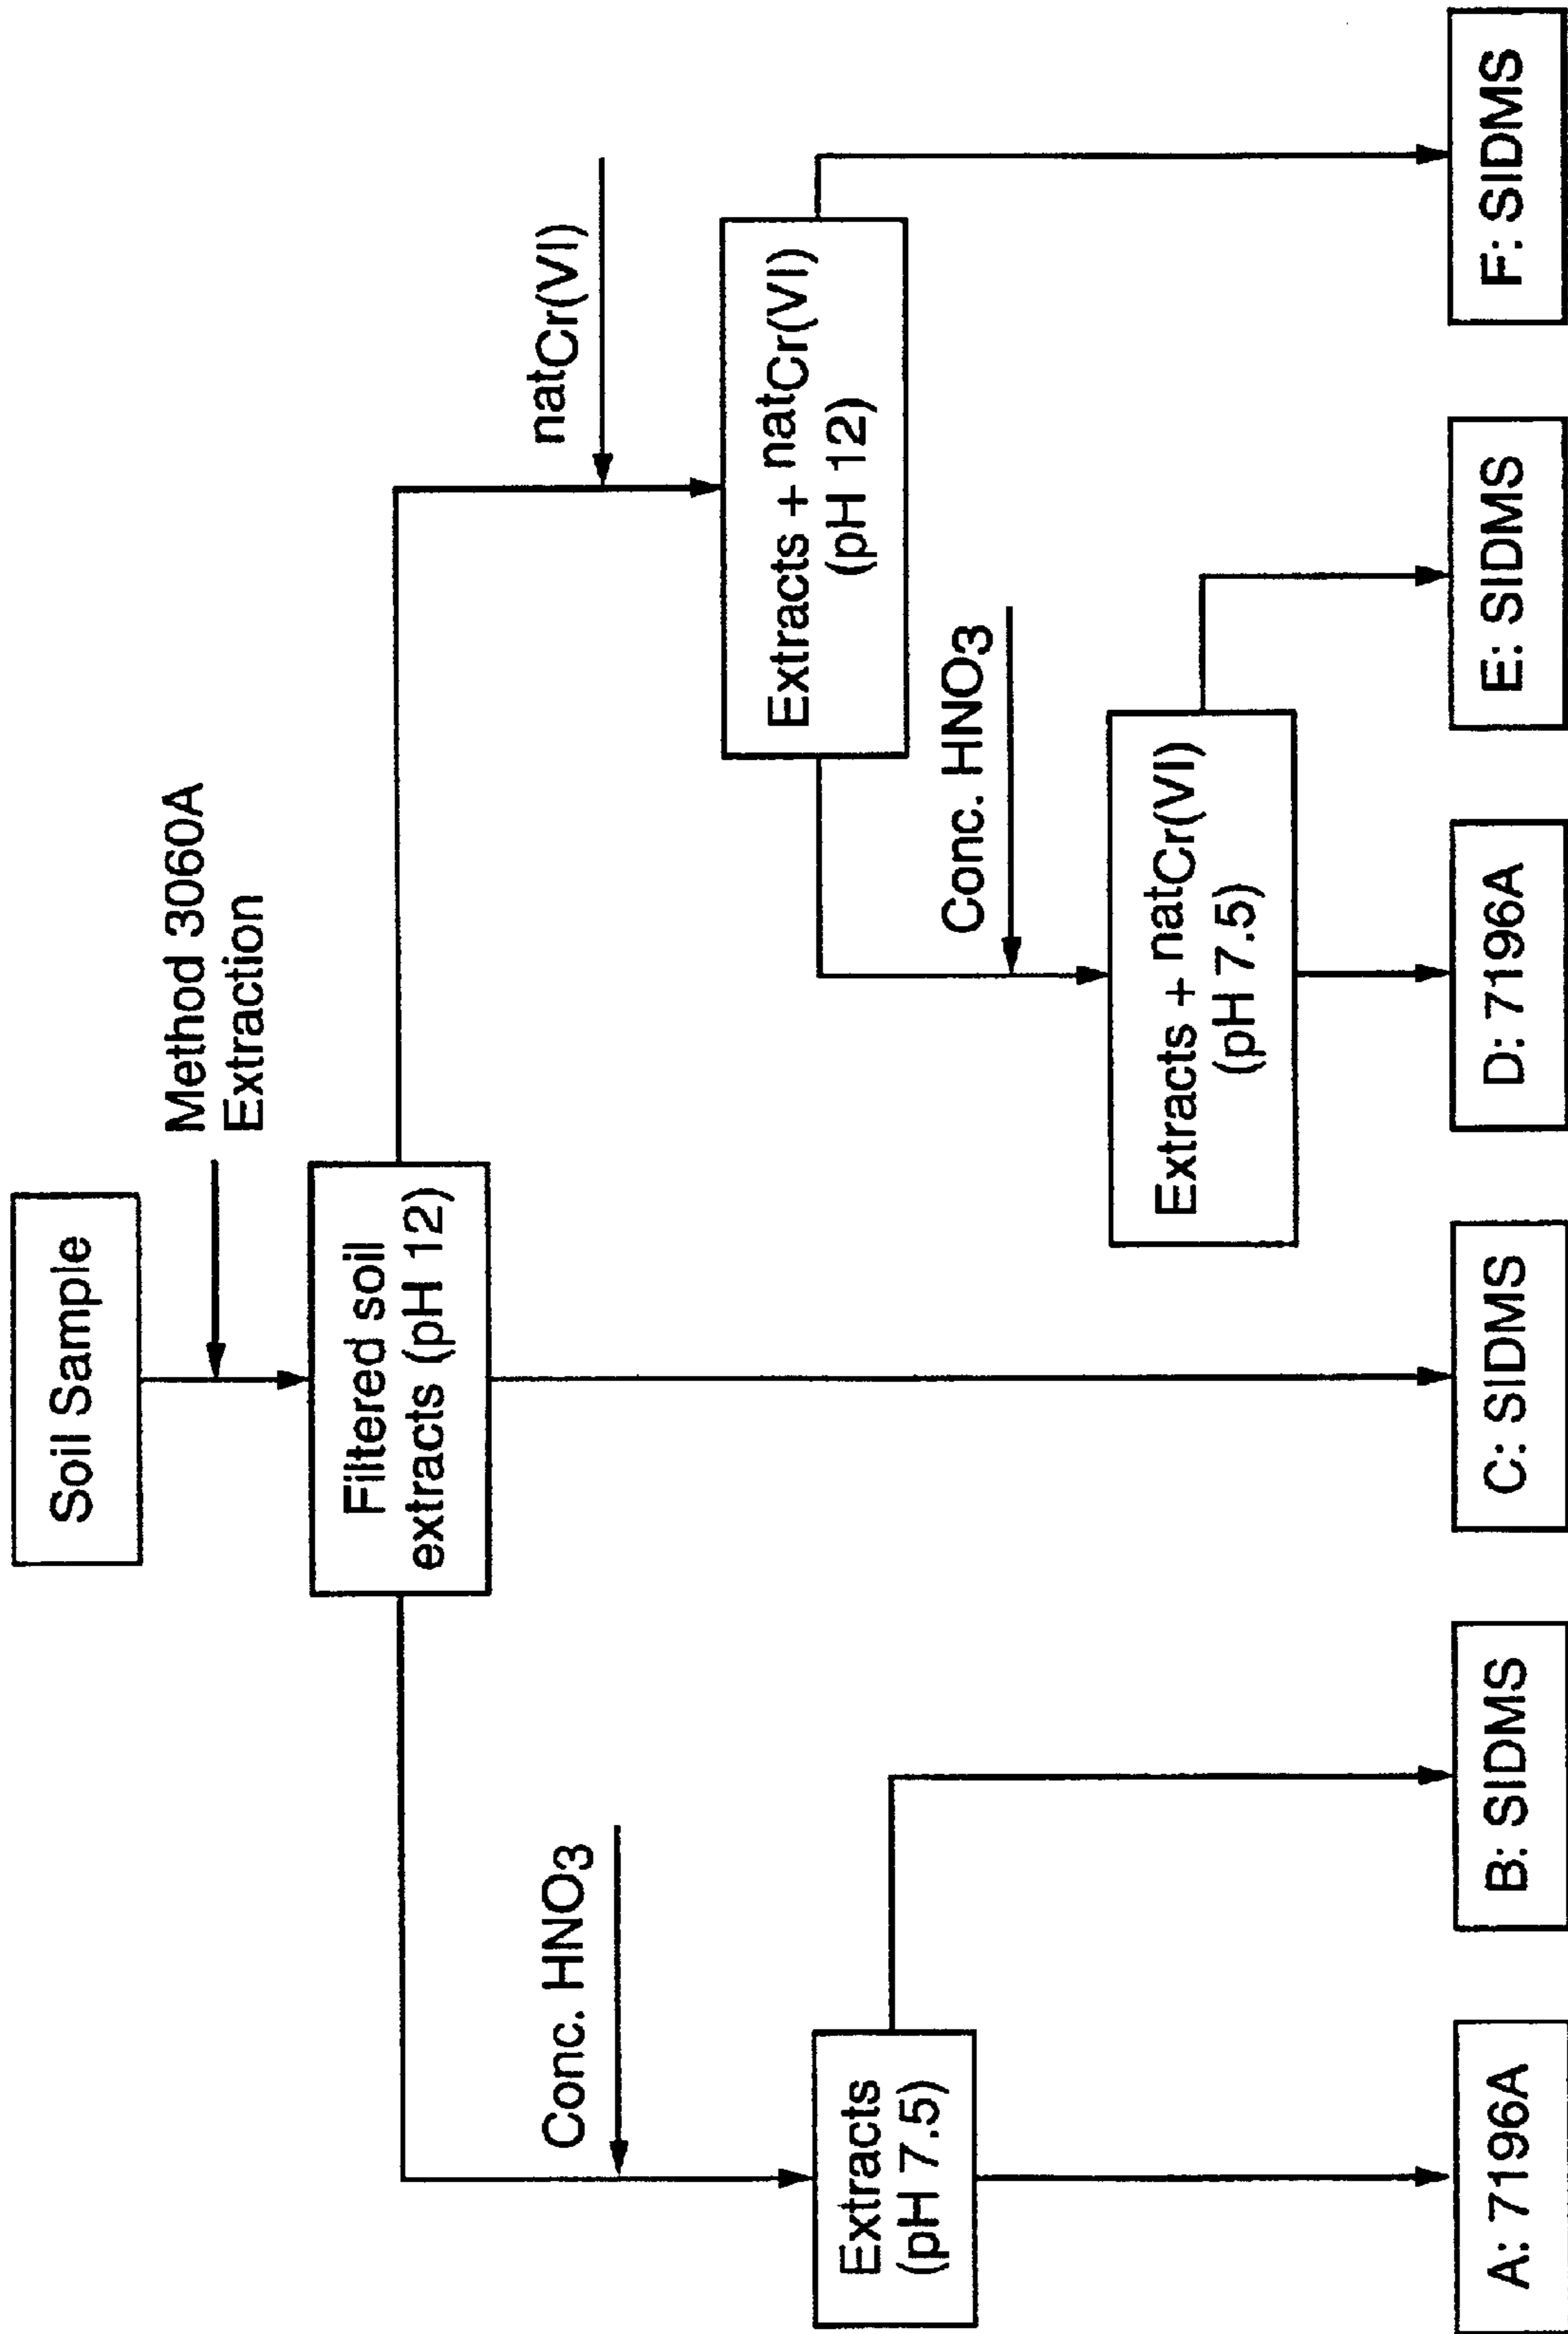 Soil Sample
Method 3060A
Extraction
Filtered soil
extracts (pH 12)
Conc. HNO3
natCr(VI)
Extracts
(pH 7.5)
Extracts + natCr(VI)
(pH 12)
Conc. HNO3
Extracts + natCr(VI)
(pH 7.5)
A: 7196A
B: SIDMS
C: SIDMS
D: 7196A
E: SIDMS
F: SIDMS